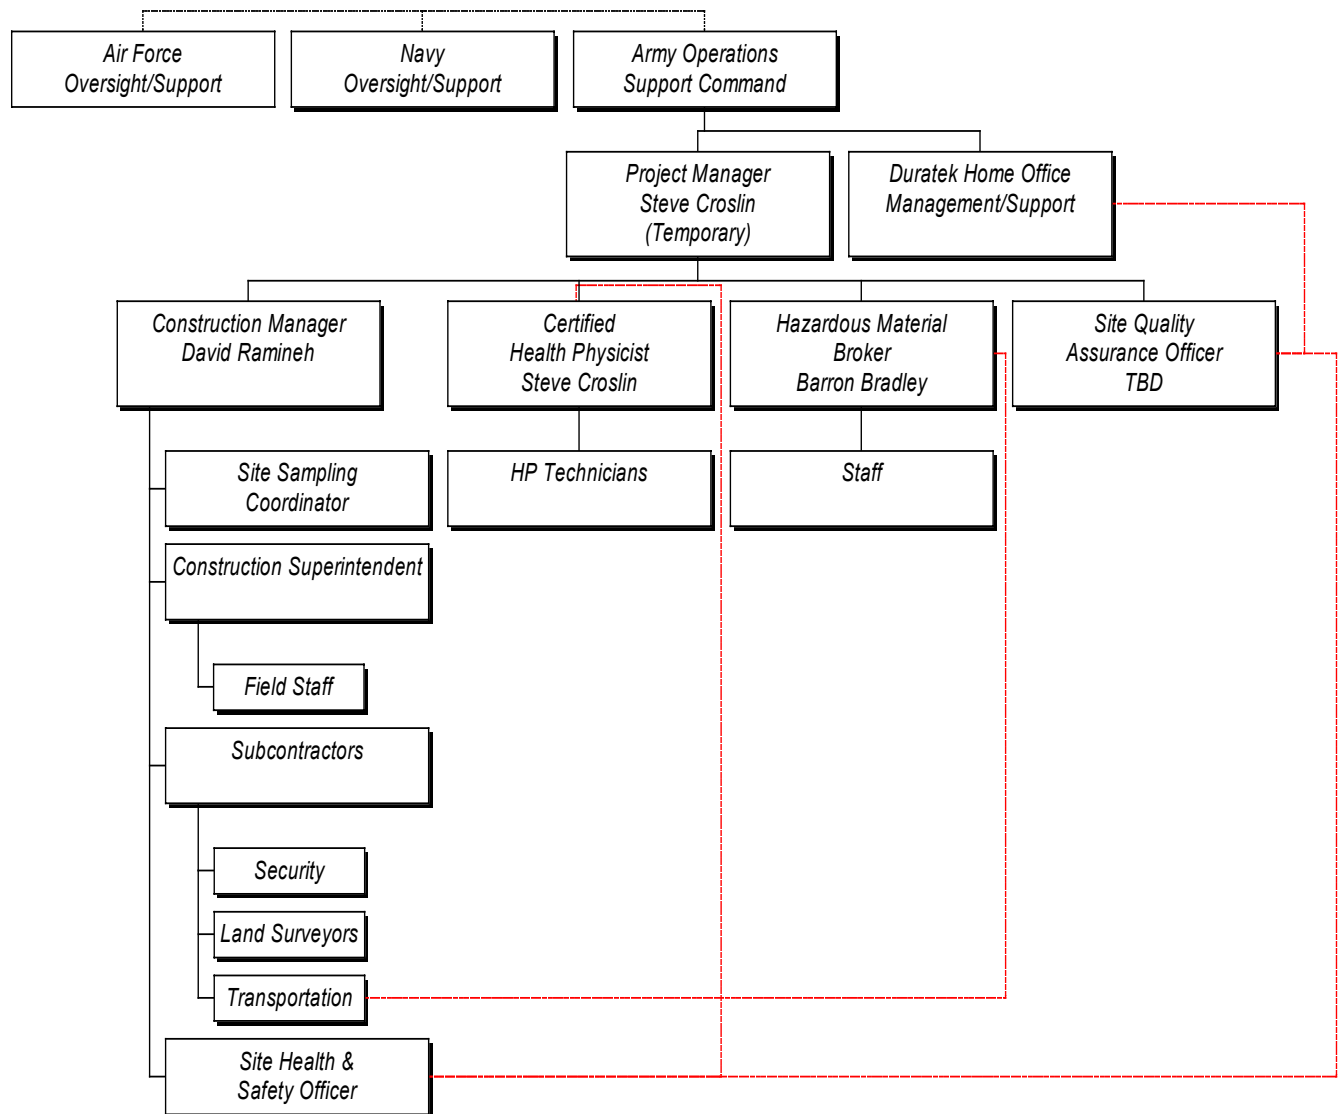 Air Force
Oversight/Support
Navy
Oversight/Support
Army Operations
Support Command
Project Manager
Steve Croslin
(Temporary)
Duratek Home Office
Management/Support
Construction Manager
David Ramineh
Certified
Health Physicist
Steve Croslin
Hazardous Material
Broker
Barron Bradley
Site Quality
Assurance Officer
TBD
Site Sampling
Coordinator
HP Technicians
Staff
Construction Superintendent
Field Staff
Subcontractors
Security
Land Surveyors
Transportation
Site Health &
Safety Officer